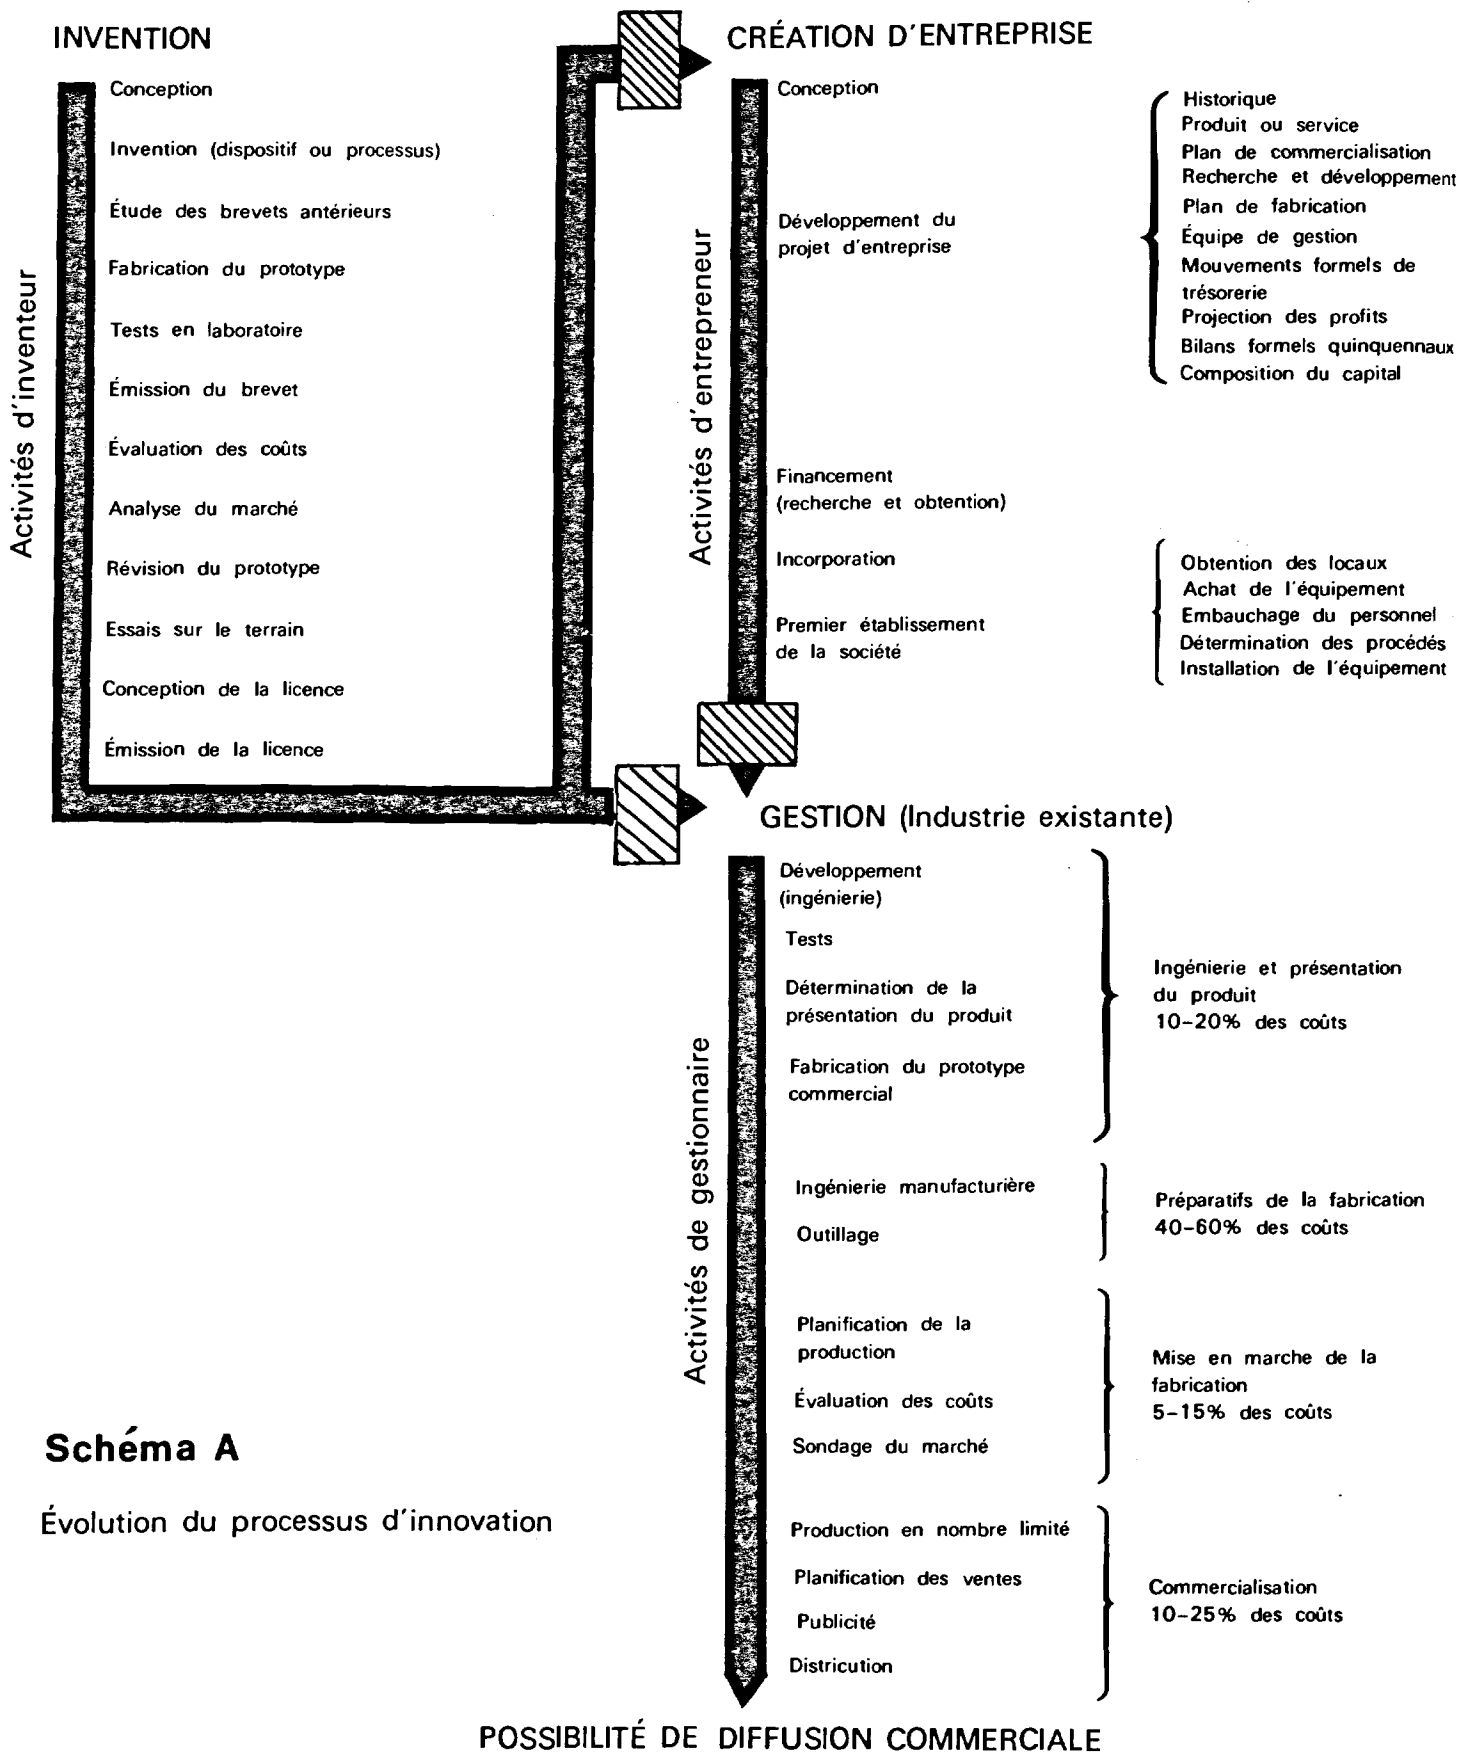 INVENTION
Conception
Invention (dispositif ou processus)
Étude des brevets antérieurs
Fabrication du prototype
Tests en laboratoire
Émission du brevet
Évaluation des coûts
Analyse du marché
Révision du prototype
Essais sur le terrain
Conception de la licence
Émission de la licence
Activités d'inventeur
CRÉATION D'ENTREPRISE
Conception
Développement du
projet d'entreprise
Financement
(recherche et obtention)
Incorporation
Premier établissement
de la société
Activités d'entrepreneur
Historique
Produit ou service
Plan de commercialisation
Recherche et développement
Plan de fabrication
Équipe de gestion
Mouvements formels de
trésorerie
Projection des profits
Bilans formels quinquennaux
Composition du capital
Obtention des locaux
Achat de l'équipement
Embauchage du personnel
Détermination des procédés
Installation de l'équipement
GESTION (Industrie existante)
Développement
(ingénierie)
Tests
Détermination de la
présentation du produit
Fabrication du prototype
commercial
Ingénierie manufacturière
Outillage
Planification de la
production
Évaluation des coûts
Sondage du marché
Production en nombre limité
Planification des ventes
Publicité
Districution
Activités de gestionnaire
Ingénierie et présentation
du produit
10-20% des coûts
Préparatifs de la fabrication
40-60% des coûts
Mise en marche de la
fabrication
5-15% des coûts
Commercialisation
10-25% des coûts
Schéma A
Évolution du processus d'innovation
POSSIBILITÉ DE DIFFUSION COMMERCIALE